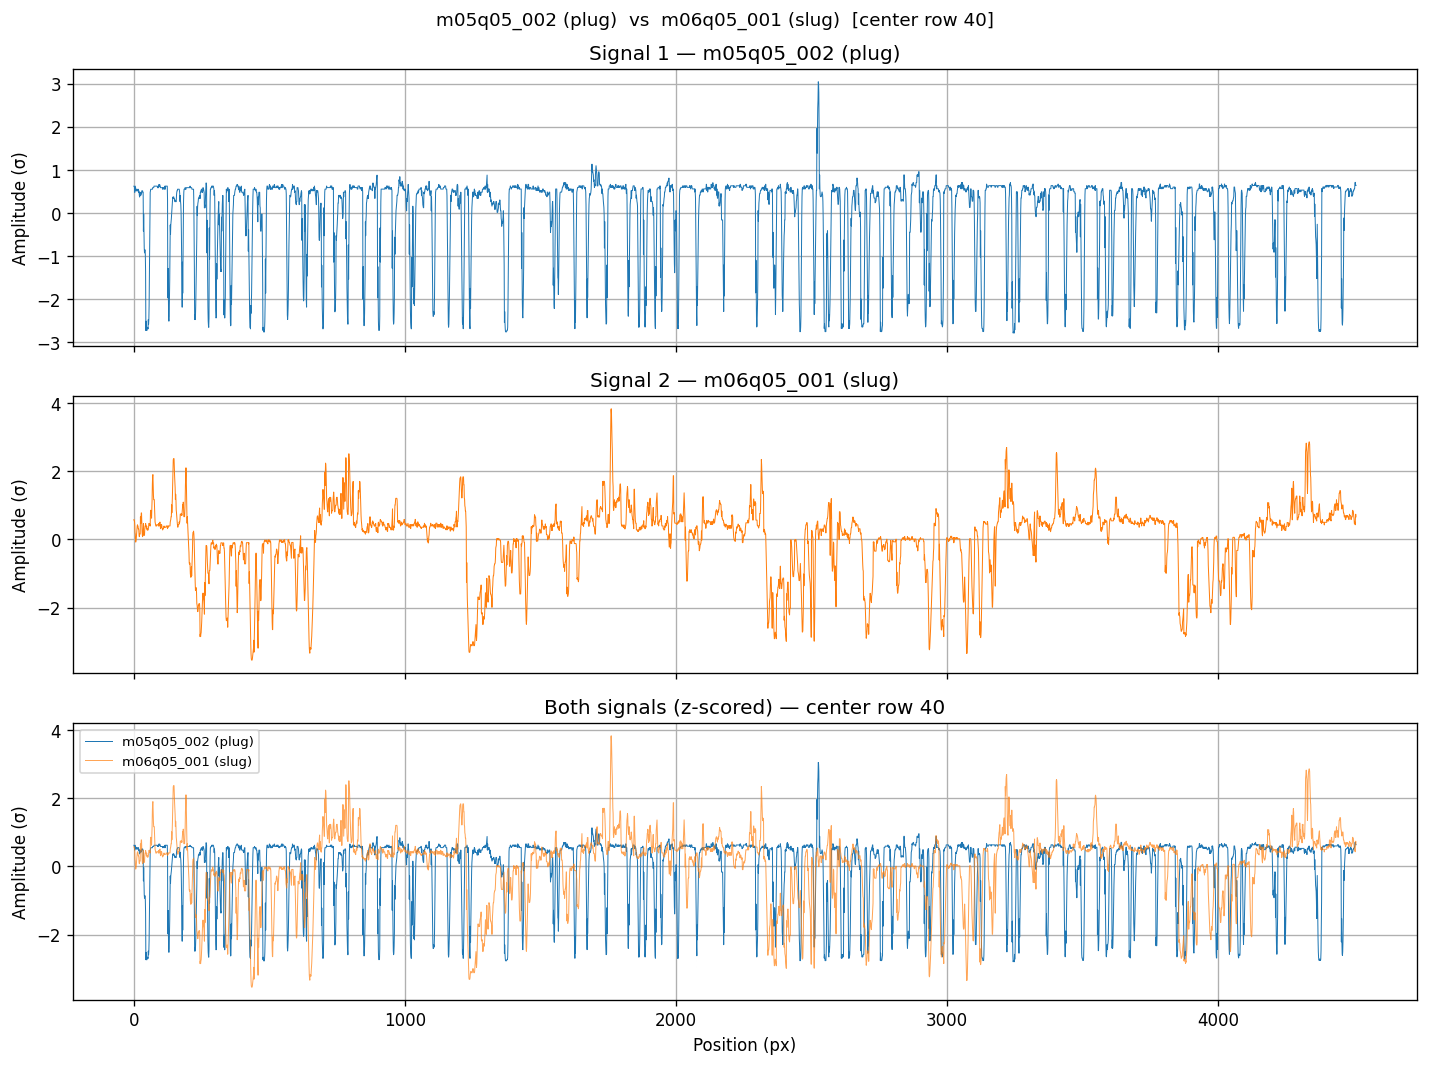 m05q05_002 (plug)  vs  m06q05_001 (slug)  [center row 40]
Signal 1 — m05q05_002 (plug)
Amplitude (σ)
3
2
1
0
−1
−2
−3
Signal 2 — m06q05_001 (slug)
Amplitude (σ)
4
2
0
−2
Both signals (z-scored) — center row 40
Amplitude (σ)
4
2
0
−2
m05q05_002 (plug)
m06q05_001 (slug)
0 1000 2000 3000 4000
Position (px)